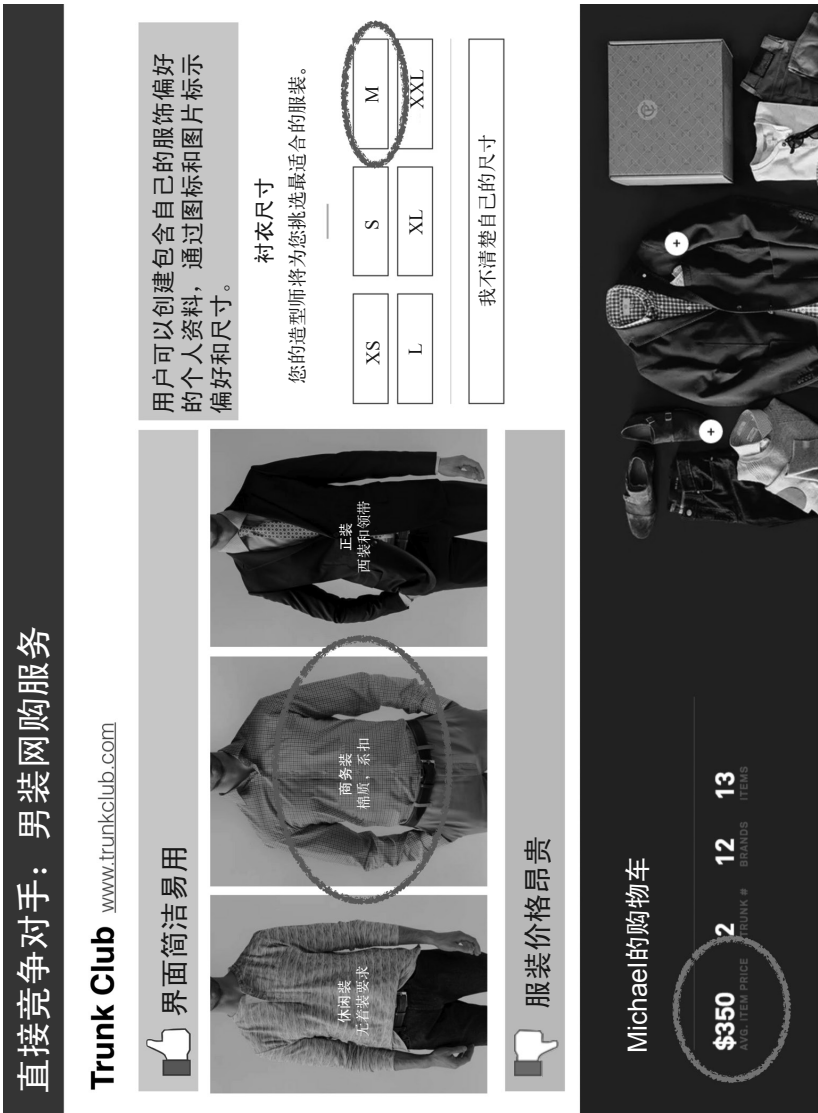 直接竞争对手：男装网购服务
Trunk Club www.trunkclub.com
界面简洁易用
休闲装
无着装要求
商务装
棉质，系扣
正装
西装和领带
用户可以创建包含自己的服饰偏好
的个人资料，通过图标和图片标示
偏好和尺寸。
衬衣尺寸
您的造型师将为您挑选最适合的服装。
XS S M
L XL XXL
我不清楚自己的尺寸
服装价格昂贵
Michael的购物车
$350 2 12 13
AVG. ITEM PRICE TRUNK # BRANDS ITEMS